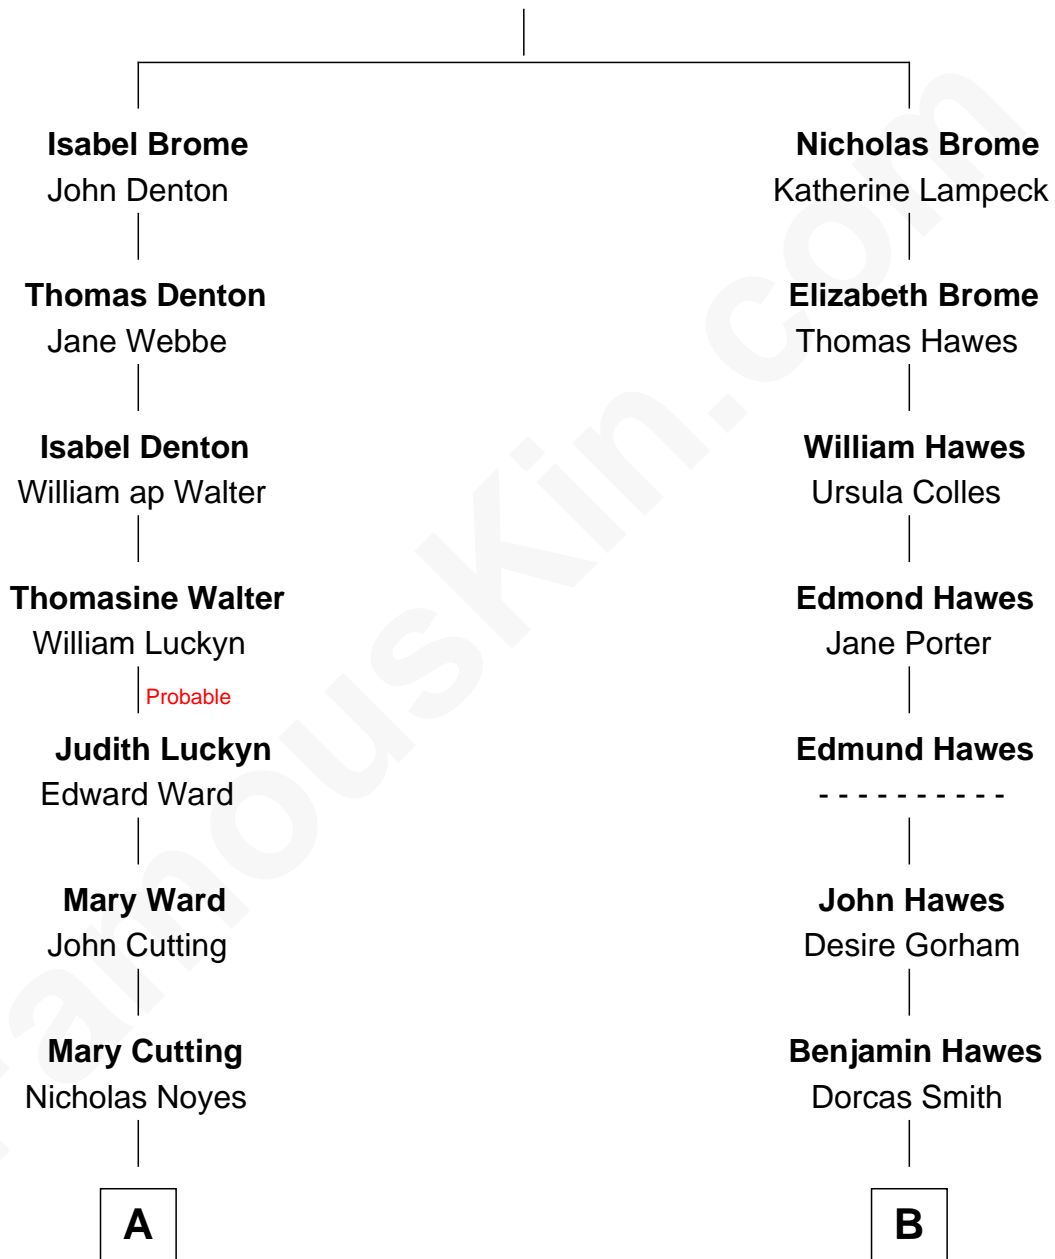 Isabel Brome
John Denton
Nicholas Brome
Katherine Lampeck
Thomas Denton
Jane Webbe
Elizabeth Brome
Thomas Hawes
Isabel Denton
William ap Walter
William Hawes
Ursula Colles
Thomasine Walter
William Luckyn
Edmond Hawes
Jane Porter
Probable
Judith Luckyn
Edward Ward
Edmund Hawes
- - - - - - - - - -
Mary Ward
John Cutting
John Hawes
Desire Gorham
Mary Cutting
Nicholas Noyes
Benjamin Hawes
Dorcas Smith
A
B
FamousKin.com